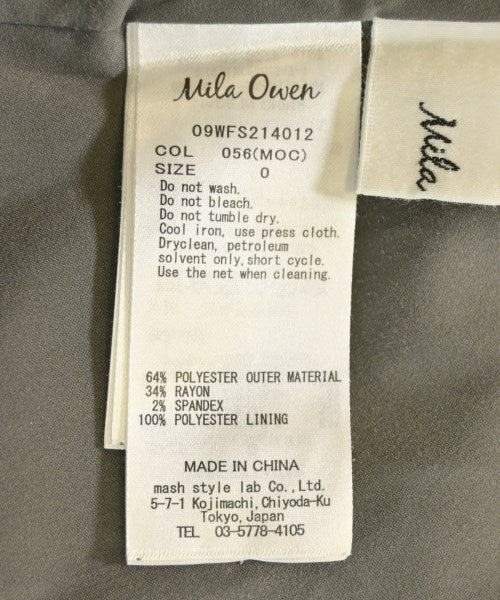 Mila Owen
09WFS214012
COL 056(MOC)
SIZE 0
Do not wash.
Do not bleach.
Do not tumble dry.
Cool iron, use press cloth.
Dryclean, petroleum
solvent only, short cycle.
Use the net when cleaning.
64% POLYESTER OUTER MATERIAL
34% RAYON
2% SPANDEX
100% POLYESTER LINING
MADE IN CHINA
mash style lab Co., Ltd.
5-7-1 Kojimachi, Chiyoda-Ku
Tokyo, Japan
TEL 03-5778-4105
Mila